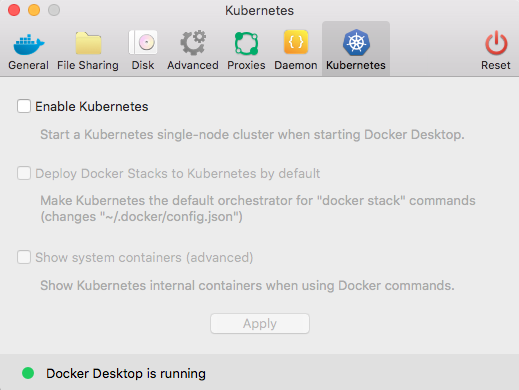 Kubernetes
General File Sharing Disk Advanced Proxies Daemon Kubernetes Reset
Enable Kubernetes
Start a Kubernetes single-node cluster when starting Docker Desktop.
Deploy Docker Stacks to Kubernetes by default
Make Kubernetes the default orchestrator for "docker stack" commands
(changes "~/.docker/config.json")
Show system containers (advanced)
Show Kubernetes internal containers when using Docker commands.
Apply
Docker Desktop is running